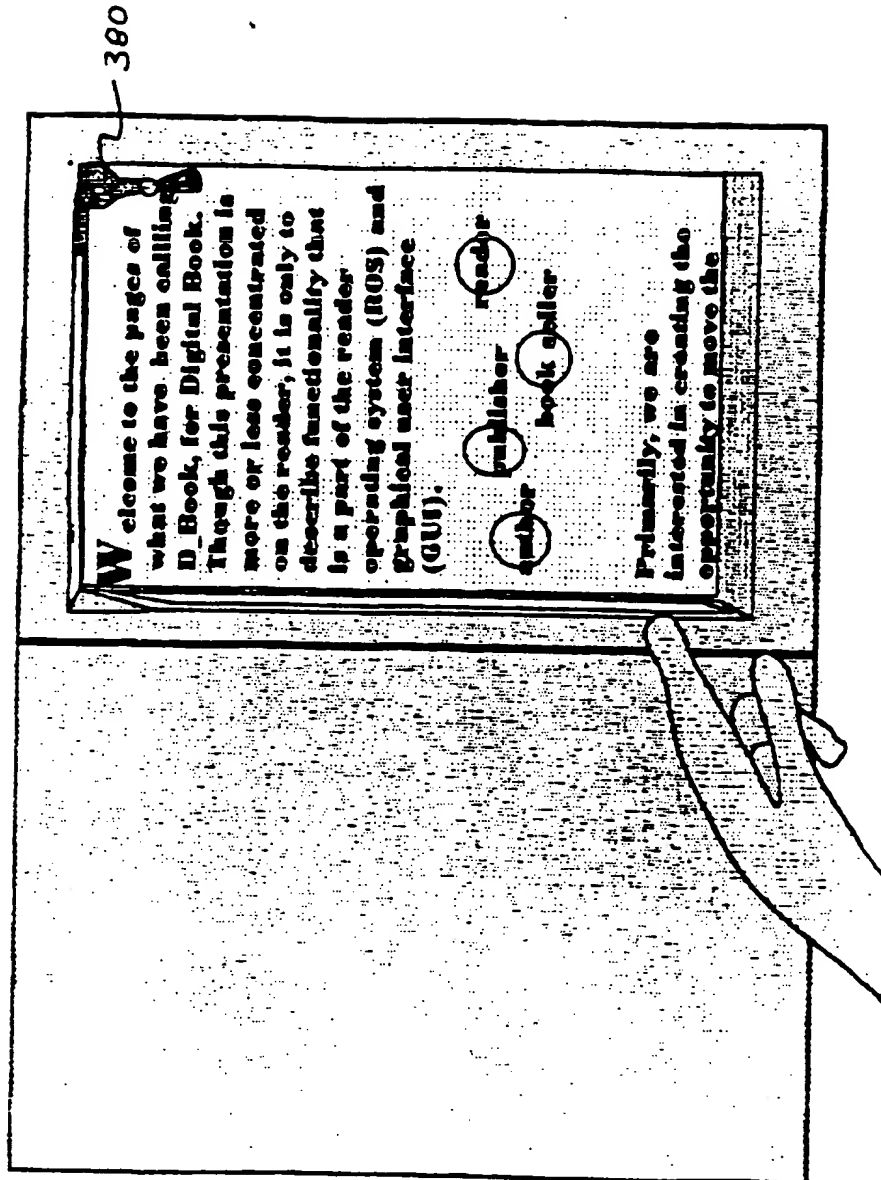 380
Welcome to the pages of
what we have been callling
D_Book, for Digital Book.
Though this presentation is
more or less concentrated
on the reader, it is only to
describe functionality that
is a part of the reader
operating system (ROS) and
graphical user interface
(GUI).
author publisher reader
book seller
Primarily, we are
interested in creating the
opportunity to move the